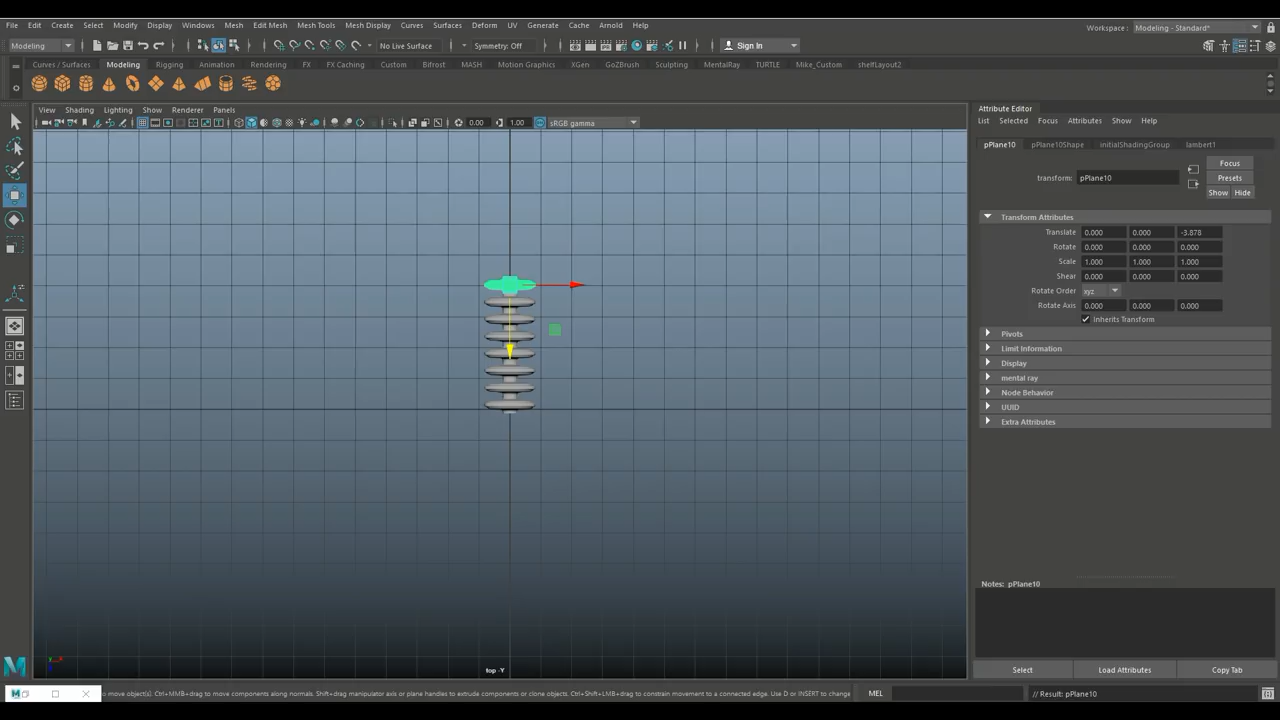 File Edit Create Select Modify Display Windows Mesh Edit Mesh Mesh Tools Mesh Display Curves Surfaces Deform UV Generate Cache Arnold Help Workspace: Modeling - Standard*
Modeling No Live Surface Symmetry: Off Sign In
Curves / Surfaces Modeling Rigging Animation Rendering FX FX Caching Custom Bifrost MASH Motion Graphics XGen GoZBrush Sculpting MentalRay TURTLE Mike_Custom shelfLayout2
View Shading Lighting Show Renderer Panels
0.00 1.00 sRGB gamma
top -Y
Attribute Editor
List Selected Focus Attributes Show Help
pPlane10 pPlane10Shape initialShadingGroup lambert1
Focus
transform: pPlane10 Presets
Show Hide
Transform Attributes
Translate 0.000 0.000 -3.878
Rotate 0.000 0.000 0.000
Scale 1.000 1.000 1.000
Shear 0.000 0.000 0.000
Rotate Order xyz
Rotate Axis 0.000 0.000 0.000
Inherits Transform
Pivots
Limit Information
Display
mental ray
Node Behavior
UUID
Extra Attributes
Notes: pPlane10
Select Load Attributes Copy Tab
to move object(s). Ctrl+MMB+drag to move components along normals. Shift+drag manipulator axis or plane handles to extrude components or clone objects. Ctrl+Shift+LMB+drag to constrain movement to a connected edge. Use D or INSERT to change MEL // Result: pPlane10